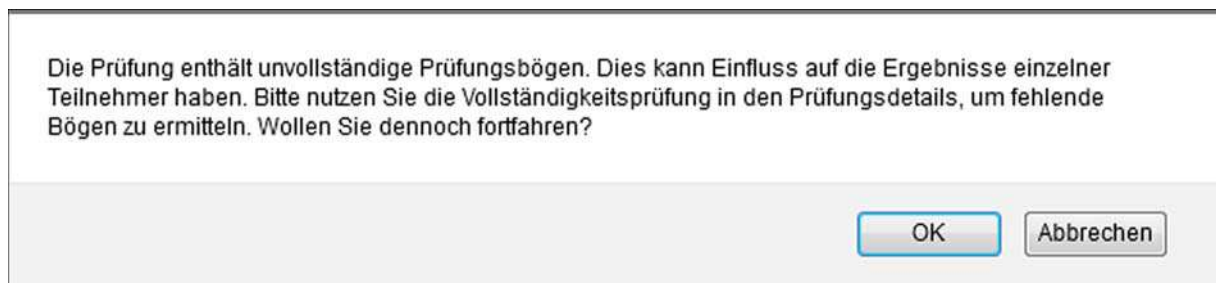 Die Prüfung enthält unvollständige Prüfungsbögen. Dies kann Einfluss auf die Ergebnisse einzelner
Teilnehmer haben. Bitte nutzen Sie die Vollständigkeitsprüfung in den Prüfungsdetails, um fehlende
Bögen zu ermitteln. Wollen Sie dennoch fortfahren?
OK Abbrechen